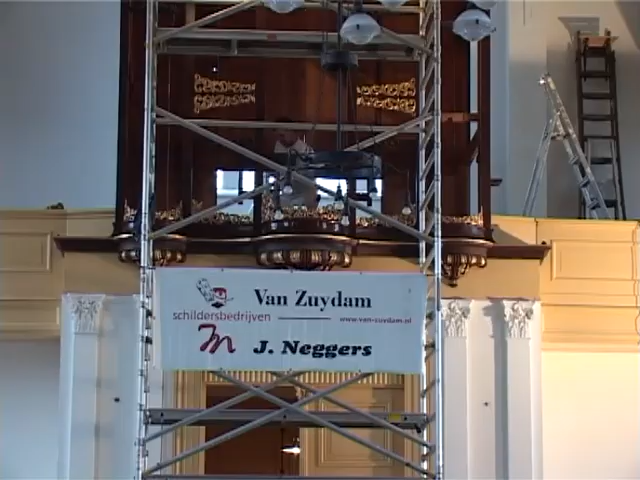 Van Zuydam
schildersbedrijven
www.van-zuydam.nl
J. Neggers